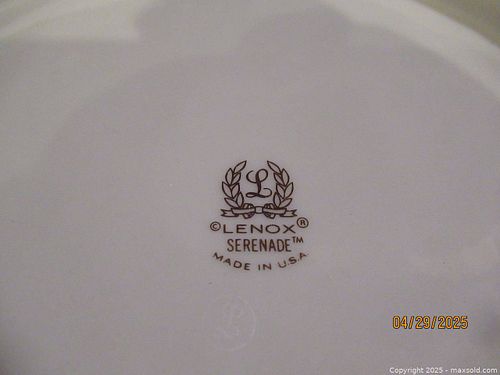 L
©LENOX®
SERENADE™
MADE IN U.S.A.
L
04/29/2025
Copyright 2025 - maxsold.com